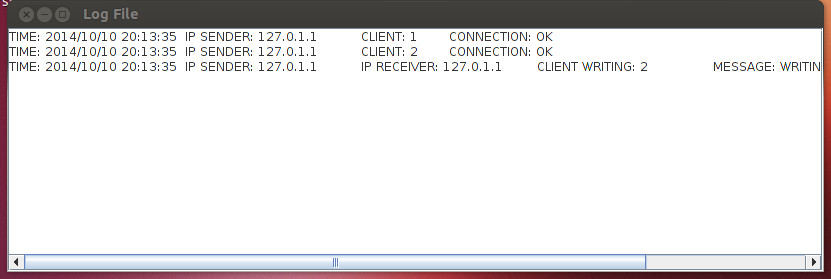 Log File
TIME: 2014/10/10 20:13:35 IP SENDER: 127.0.1.1 CLIENT: 1 CONNECTION: OK
TIME: 2014/10/10 20:13:35 IP SENDER: 127.0.1.1 CLIENT: 2 CONNECTION: OK
TIME: 2014/10/10 20:13:35 IP SENDER: 127.0.1.1 IP RECEIVER: 127.0.1.1 CLIENT WRITING: 2 MESSAGE: WRITIN